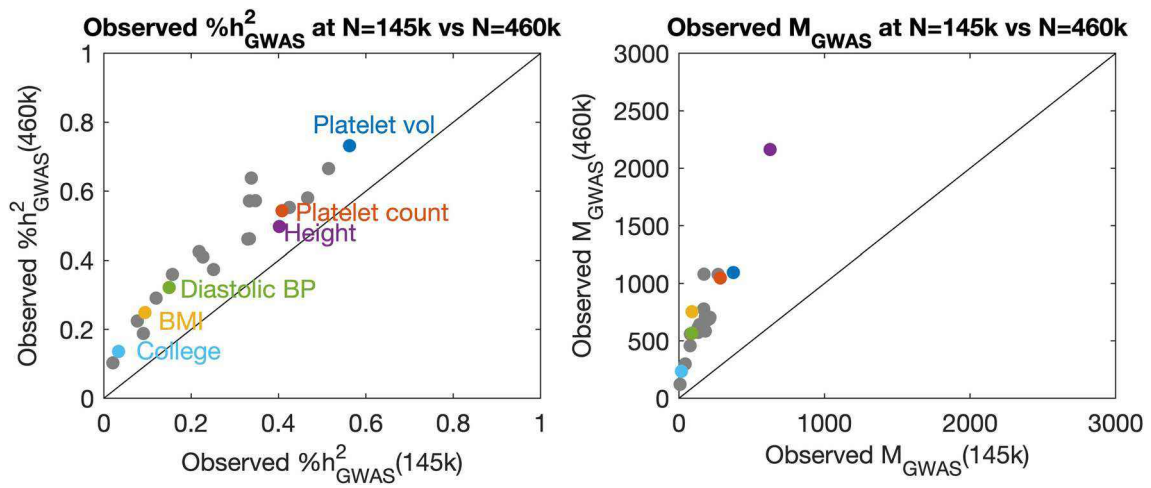 Observed %h²GWAS at N=145k vs N=460k
Observed %h²GWAS(460k)
1
0.8
0.6
0.4
0.2
0
Platelet vol
Platelet count
Height
Diastolic BP
BMI
College
0 0.2 0.4 0.6 0.8 1
Observed %h²GWAS(145k)
Observed MGWAS at N=145k vs N=460k
Observed MGWAS(460k)
3000
2500
2000
1500
1000
500
0
0 1000 2000 3000
Observed MGWAS(145k)